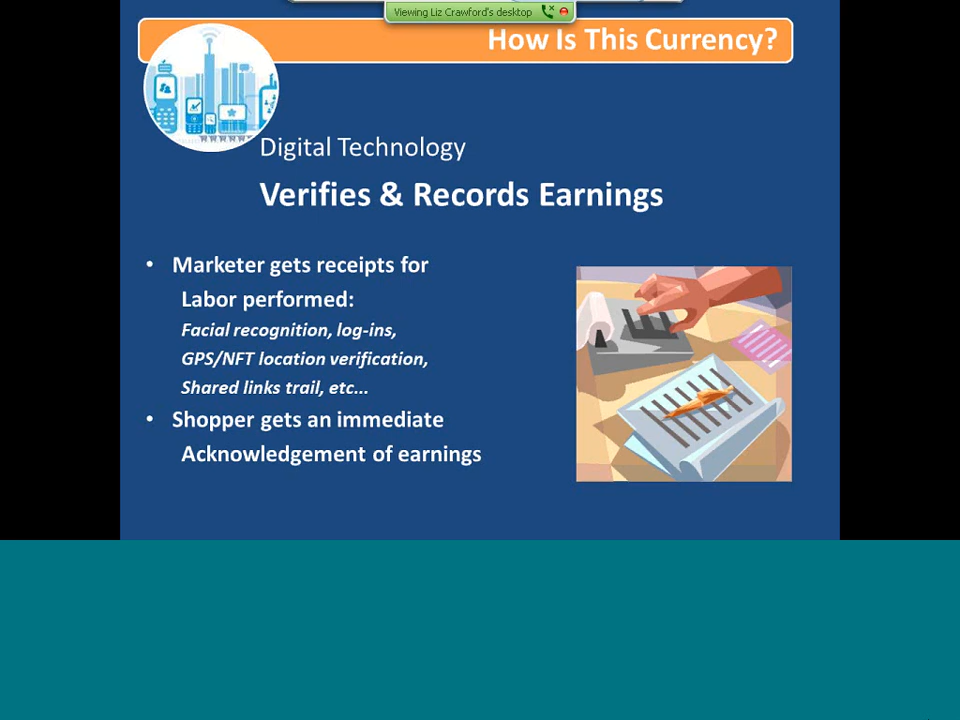 Viewing Liz Crawford's desktop
How Is This Currency?
Digital Technology
Verifies & Records Earnings
• Marketer gets receipts for
Labor performed:
Facial recognition, log-ins,
GPS/NFT location verification,
Shared links trail, etc...
• Shopper gets an immediate
Acknowledgement of earnings